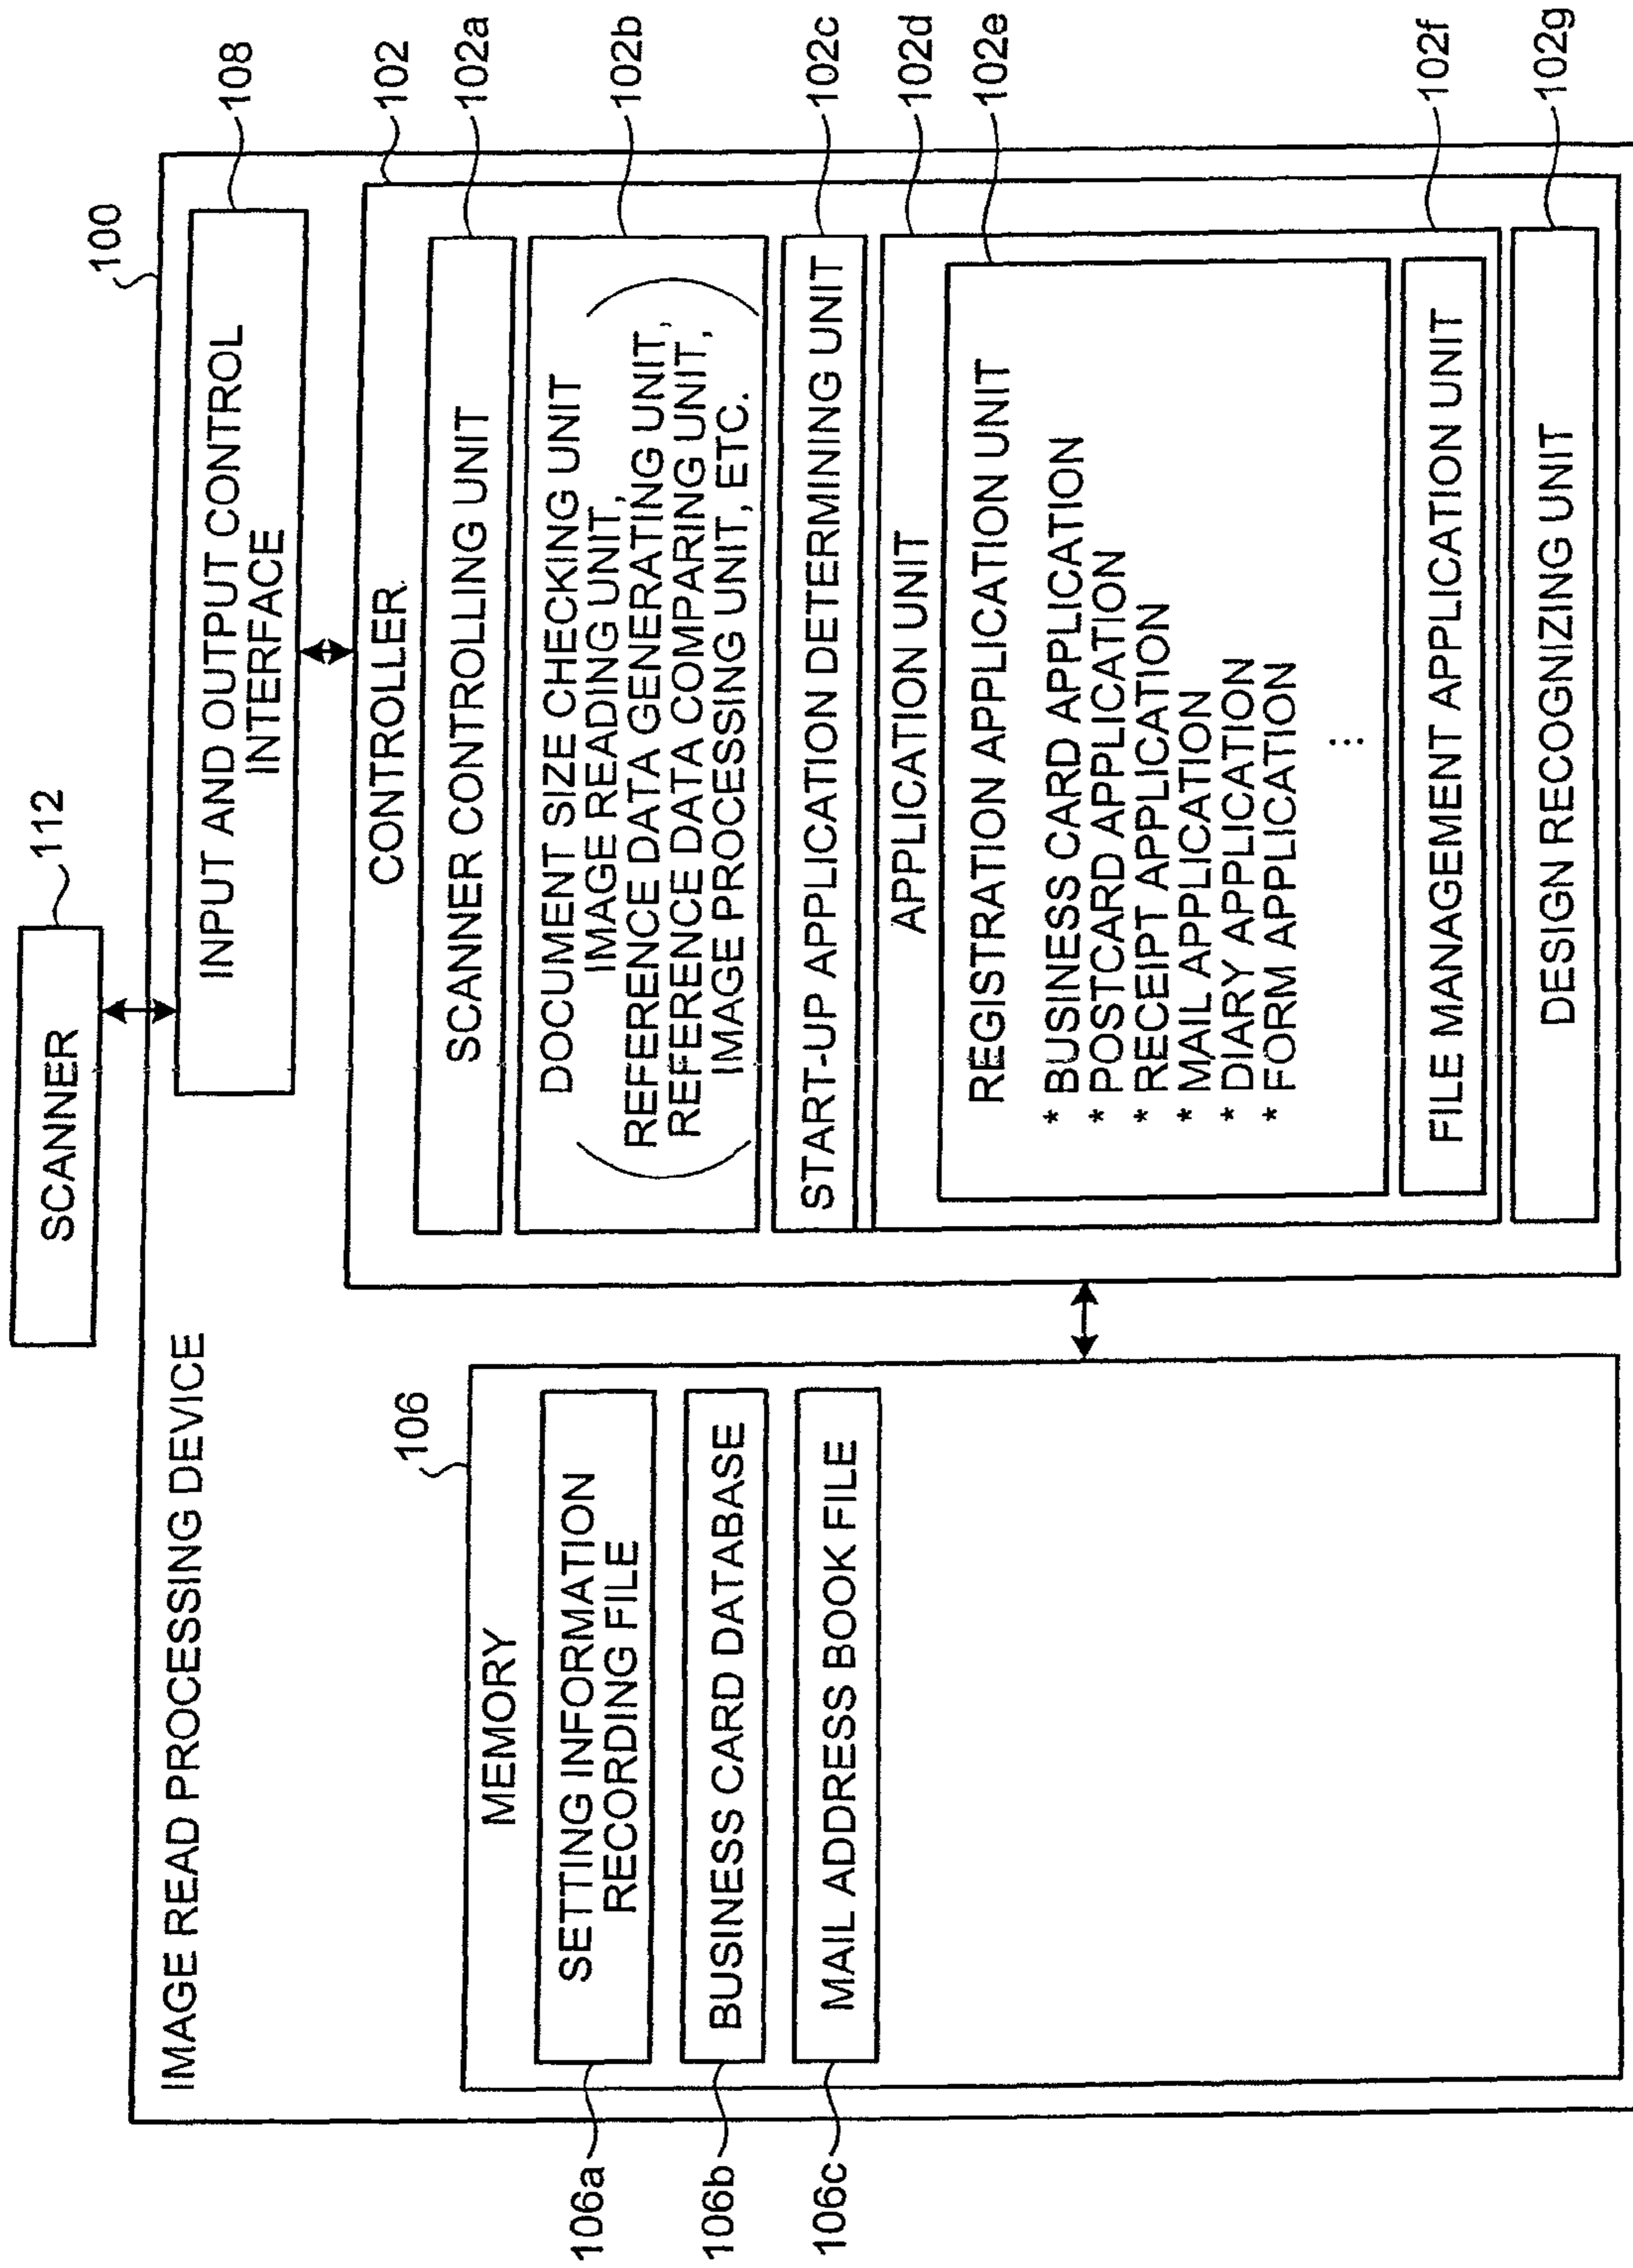 SCANNER
112
IMAGE READ PROCESSING DEVICE
100
INPUT AND OUTPUT CONTROL
INTERFACE
108
MEMORY
106
SETTING INFORMATION
RECORDING FILE
106a
BUSINESS CARD DATABASE
106b
MAIL ADDRESS BOOK FILE
106c
CONTROLLER
102
SCANNER CONTROLLING UNIT
102a
DOCUMENT SIZE CHECKING UNIT
IMAGE READING UNIT,
REFERENCE DATA GENERATING UNIT,
REFERENCE DATA COMPARING UNIT,
IMAGE PROCESSING UNIT, ETC.
102b
START-UP APPLICATION DETERMINING UNIT
102c
APPLICATION UNIT
102d
REGISTRATION APPLICATION UNIT
102e
* BUSINESS CARD APPLICATION
* POSTCARD APPLICATION
* RECEIPT APPLICATION
* MAIL APPLICATION
* DIARY APPLICATION
* FORM APPLICATION
⋮
FILE MANAGEMENT APPLICATION UNIT
102f
DESIGN RECOGNIZING UNIT
102g